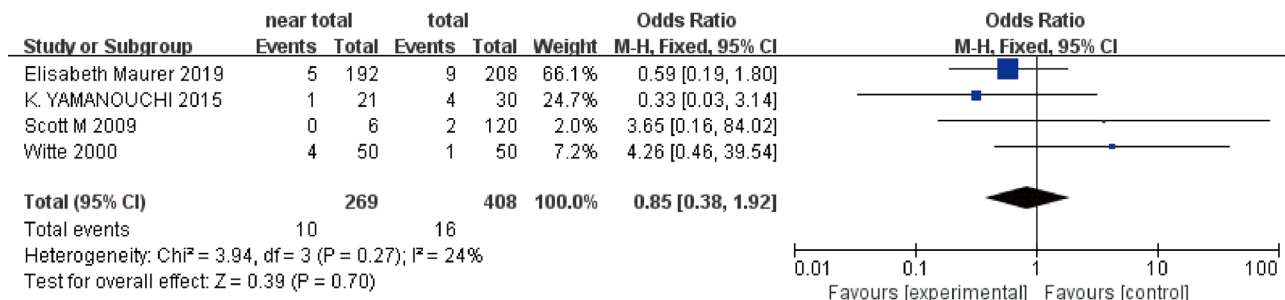 near total total Odds Ratio Odds Ratio
Study or Subgroup Events Total Events Total Weight M-H, Fixed, 95% CI M-H, Fixed, 95% CI
Elisabeth Maurer 2019 5 192 9 208 66.1% 0.59 [0.19, 1.80]
K. YAMANOUCHI 2015 1 21 4 30 24.7% 0.33 [0.03, 3.14]
Scott M 2009 0 6 2 120 2.0% 3.65 [0.16, 84.02]
Witte 2000 4 50 1 50 7.2% 4.26 [0.46, 39.54]
Total (95% CI) 269 408 100.0% 0.85 [0.38, 1.92]
Total events 10 16
Heterogeneity: Chi² = 3.94, df = 3 (P = 0.27); I² = 24%
Test for overall effect: Z = 0.39 (P = 0.70)
0.01 0.1 1 10 100
Favours [experimental] Favours [control]